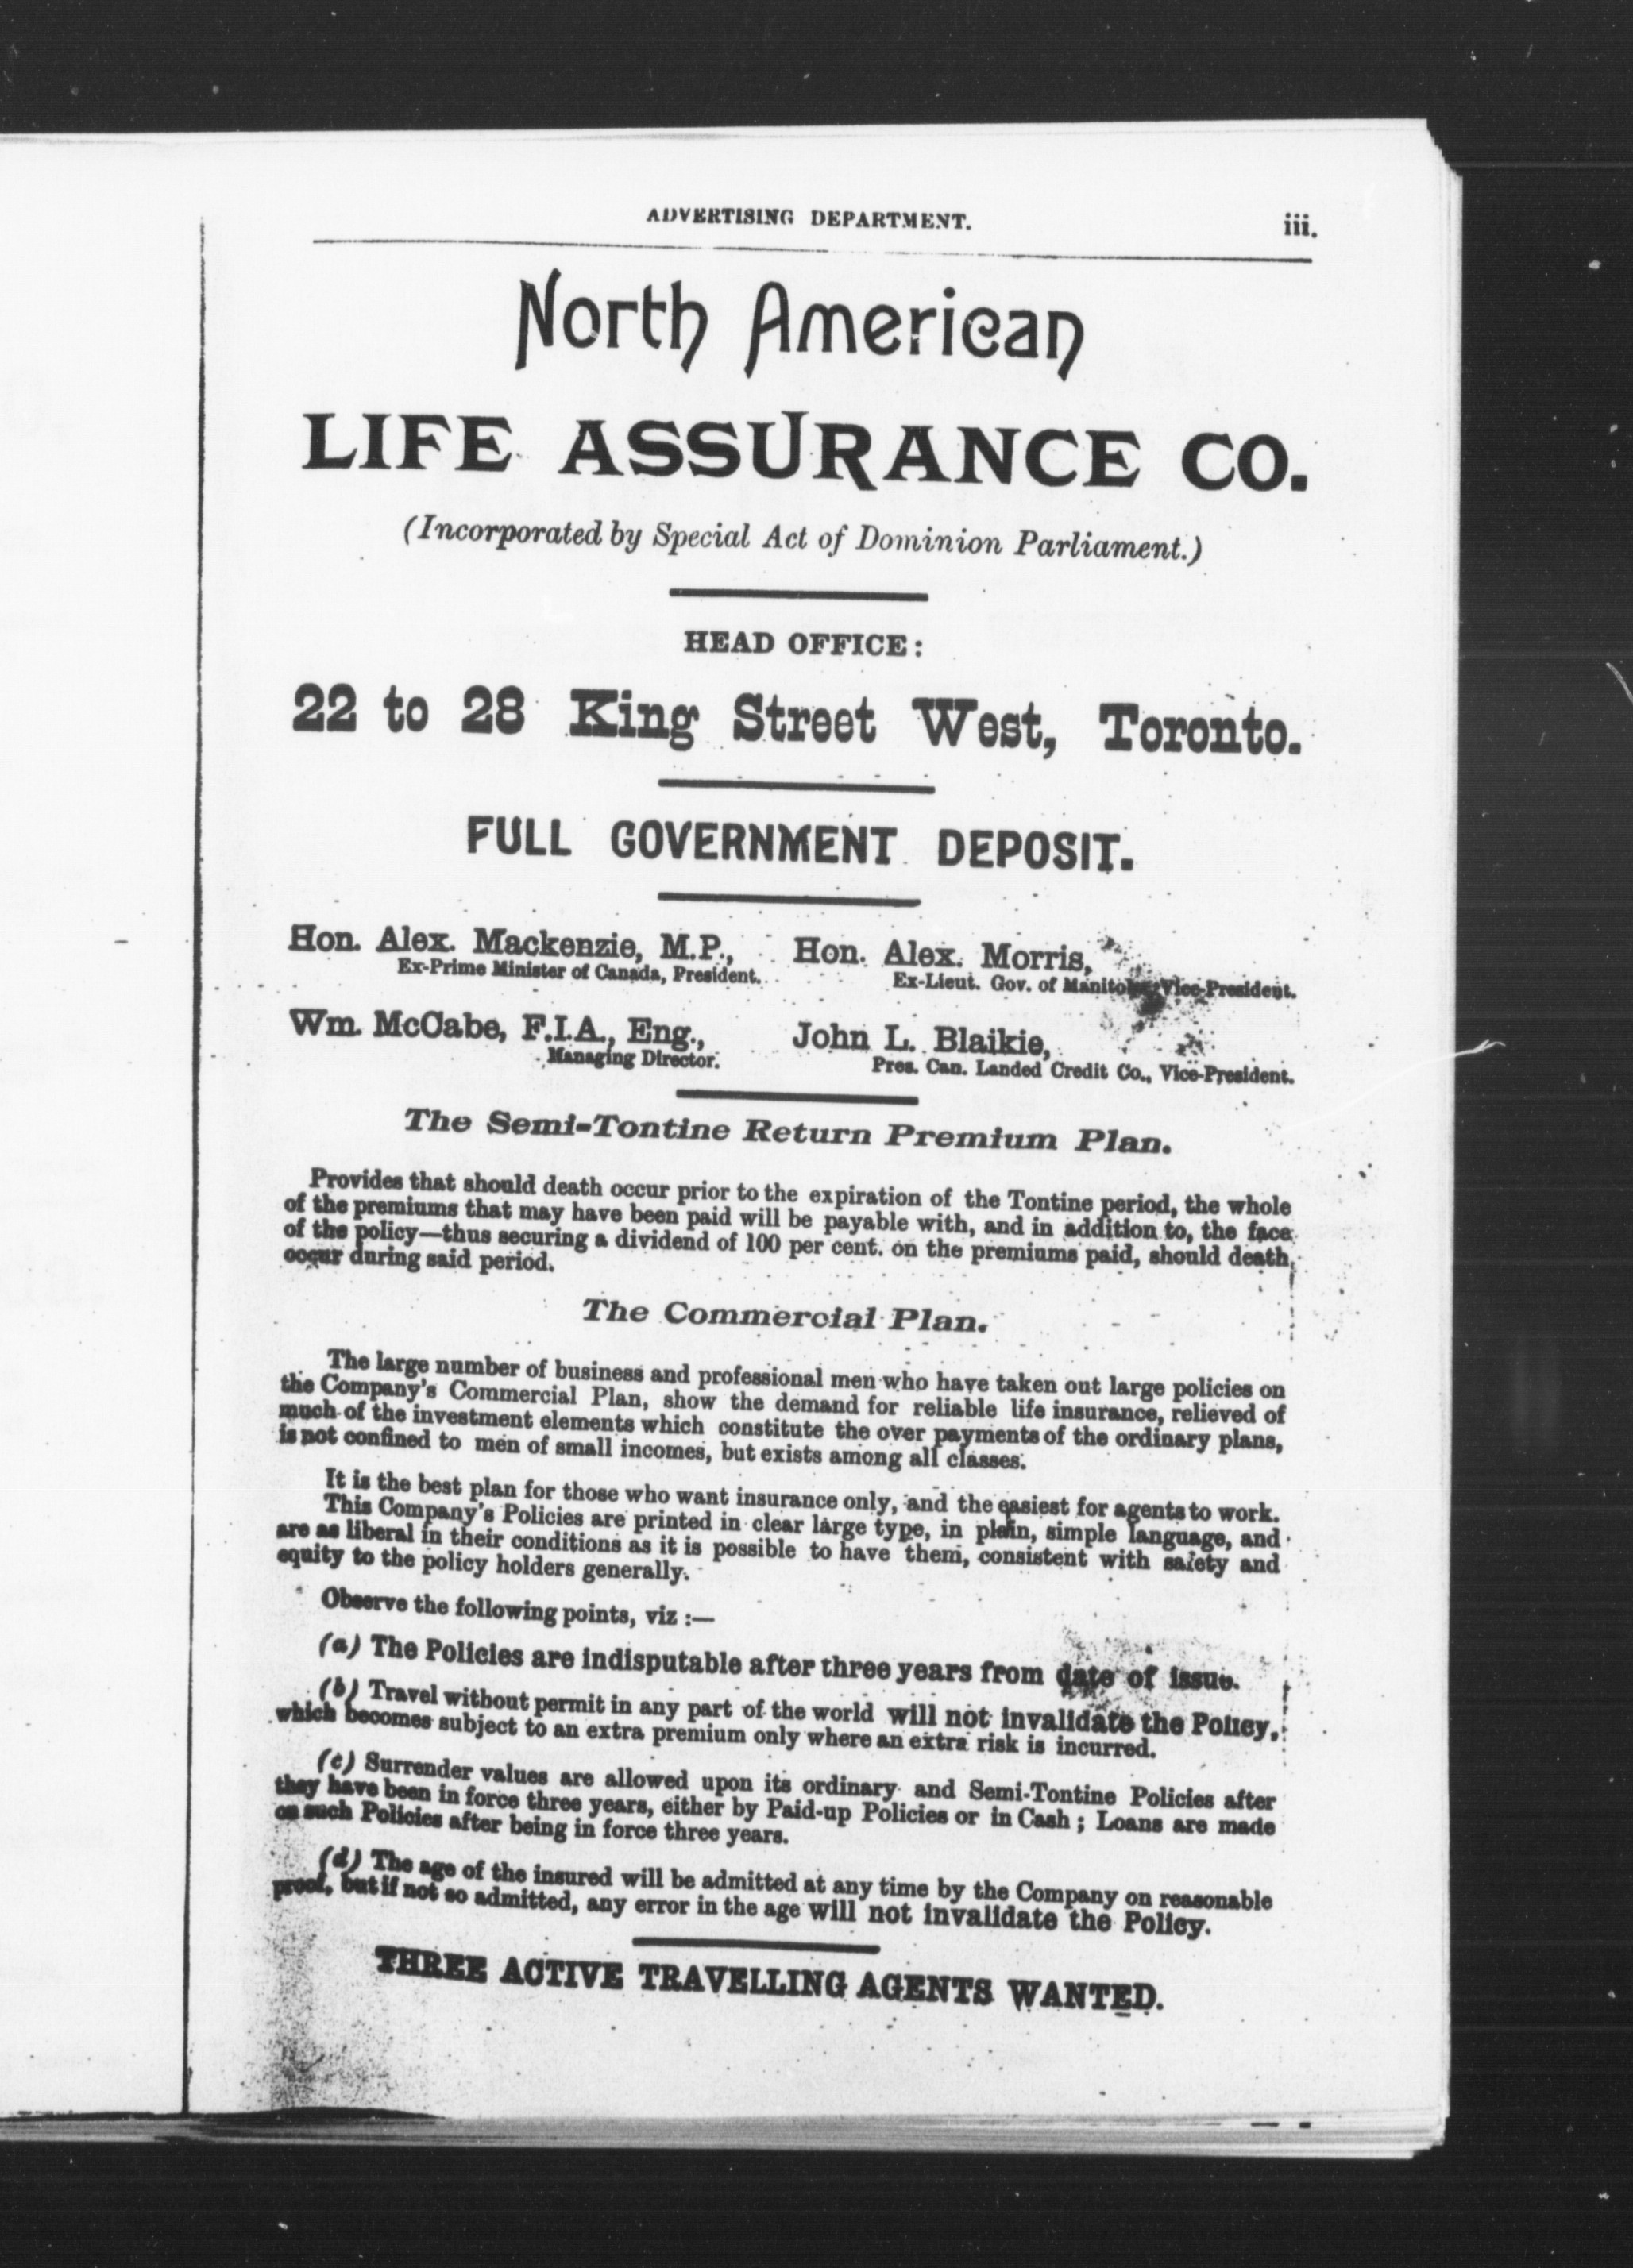 ADVERTISING DEPARTMENT. iii.
North American
LIFE ASSURANCE CO.
(Incorporated by Special Act of Dominion Parliament.)
HEAD OFFICE:
22 to 28 King Street West, Toronto.
FULL GOVERNMENT DEPOSIT.
Hon. Alex. Mackenzie, M.P., Hon. Alex. Morris,
Ex-Prime Minister of Canada, President. Ex-Lieut. Gov. of Manitoba, Vice-President.
Wm. McCabe, F.I.A., Eng., John L. Blaikie,
Managing Director. Pres. Can. Landed Credit Co., Vice-President.
The Semi-Tontine Return Premium Plan.
Provides that should death occur prior to the expiration of the Tontine period, the whole
of the premiums that may have been paid will be payable with, and in addition to, the face
of the policy—thus securing a dividend of 100 per cent. on the premiums paid, should death
occur during said period.
The Commercial Plan.
The large number of business and professional men who have taken out large policies on
the Company's Commercial Plan, show the demand for reliable life insurance, relieved of
much of the investment elements which constitute the over payments of the ordinary plans,
is not confined to men of small incomes, but exists among all classes.
It is the best plan for those who want insurance only, and the easiest for agents to work.
This Company's Policies are printed in clear large type, in plain, simple language, and
are as liberal in their conditions as it is possible to have them, consistent with safety and
equity to the policy holders generally.
Observe the following points, viz :—
(a) The Policies are indisputable after three years from date of issue.
(b) Travel without permit in any part of the world will not invalidate the Policy,
which becomes subject to an extra premium only where an extra risk is incurred.
(c) Surrender values are allowed upon its ordinary and Semi-Tontine Policies after
they have been in force three years, either by Paid-up Policies or in Cash ; Loans are made
on such Policies after being in force three years.
(d) The age of the insured will be admitted at any time by the Company on reasonable
proof, but if not so admitted, any error in the age will not invalidate the Policy.
THREE ACTIVE TRAVELLING AGENTS WANTED.